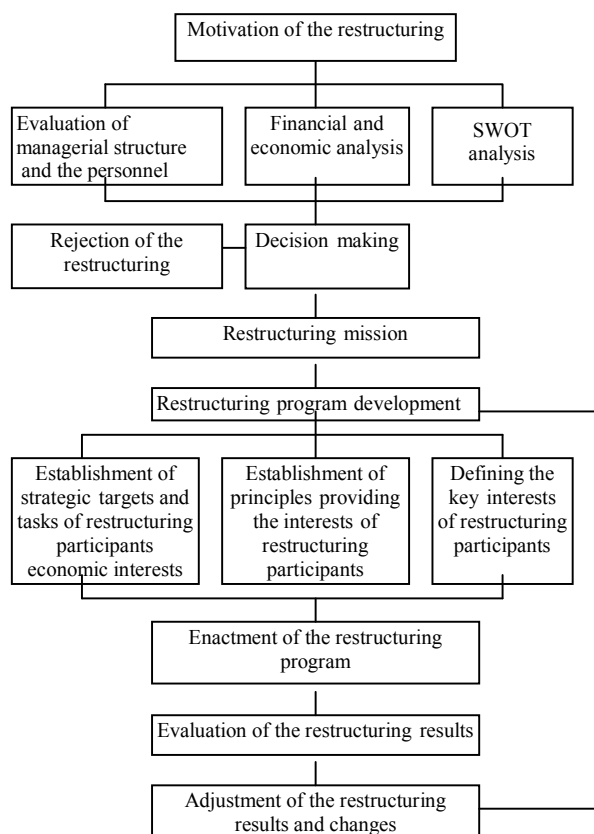 Motivation of the restructuring
Evaluation of
managerial structure
and the personnel
Financial and
economic analysis
SWOT
analysis
Rejection of the
restructuring
Decision making
Restructuring mission
Restructuring program development
Establishment of
strategic targets and
tasks of restructuring
participants
economic interests
Establishment of
principles providing
the interests of
restructuring
participants
Defining the
key interests
of restructuring
participants
Enactment of the restructuring
program
Evaluation of the restructuring results
Adjustment of the restructuring
results and changes